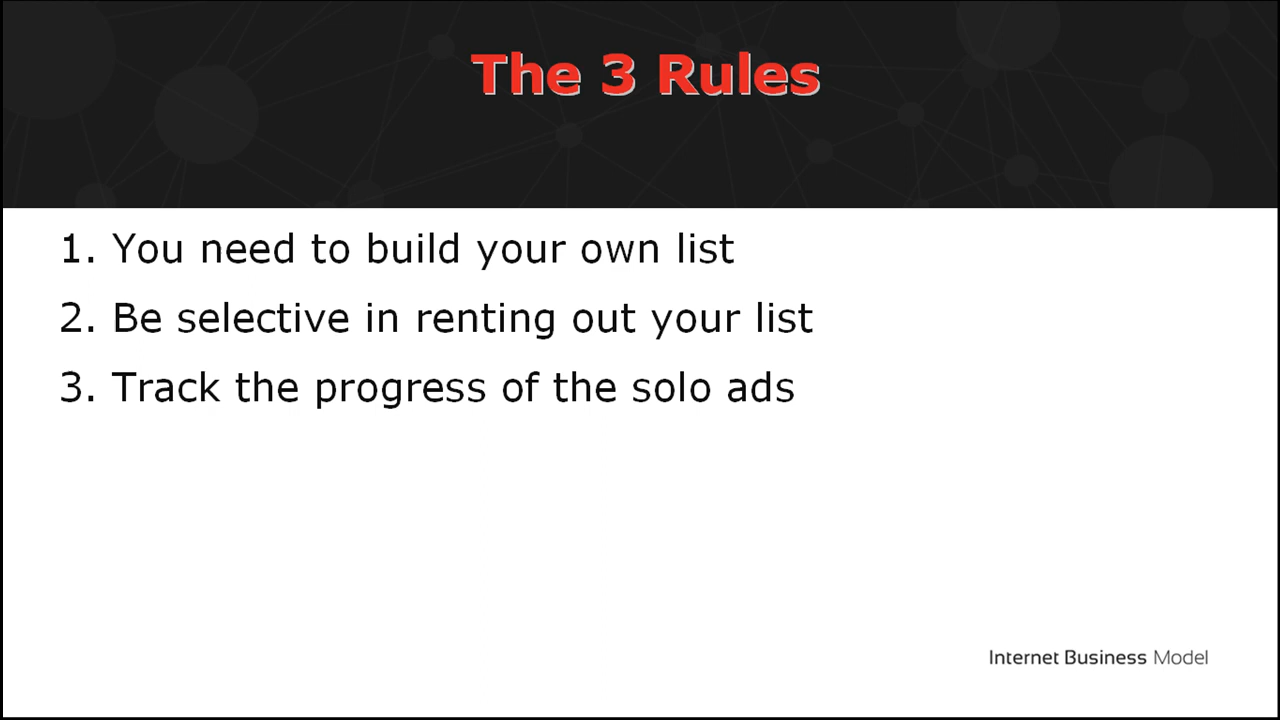 The 3 Rules
1. You need to build your own list
2. Be selective in renting out your list
3. Track the progress of the solo ads
Internet Business Model